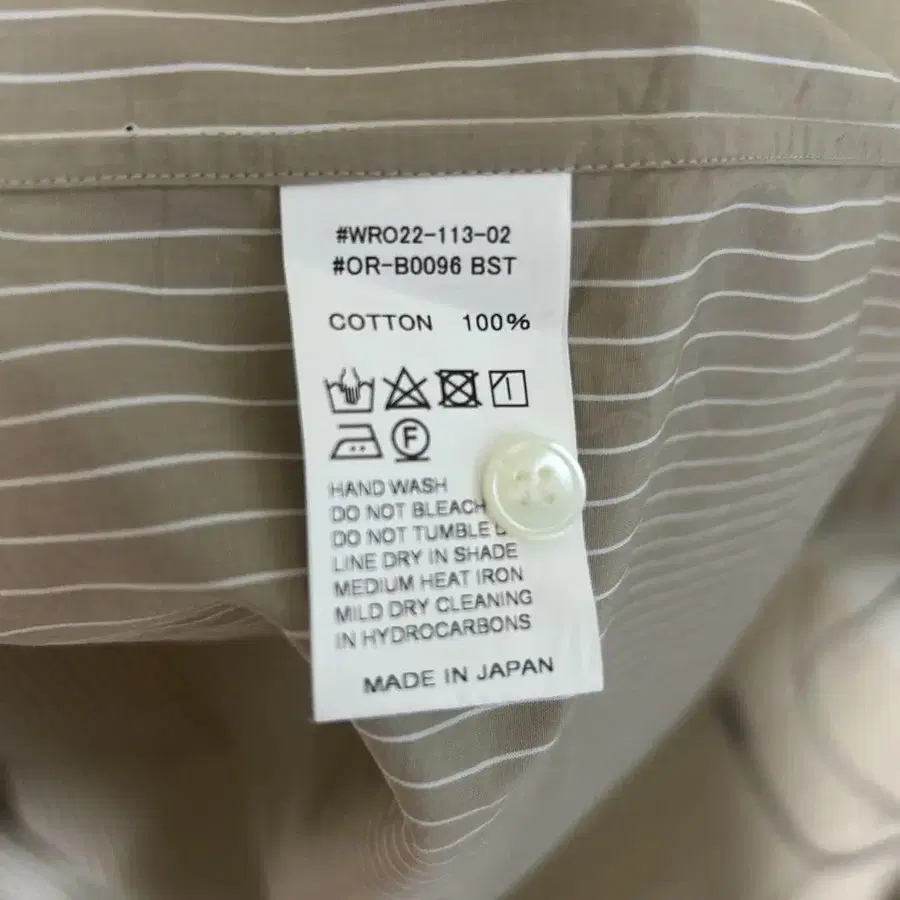 #WRO22-113-02
#OR-B0096 BST
COTTON 100%
F
HAND WASH
DO NOT BLEACH
DO NOT TUMBLE
LINE DRY IN SHADE
MEDIUM HEAT IRON
MILD DRY CLEANING
IN HYDROCARBONS
MADE IN JAPAN